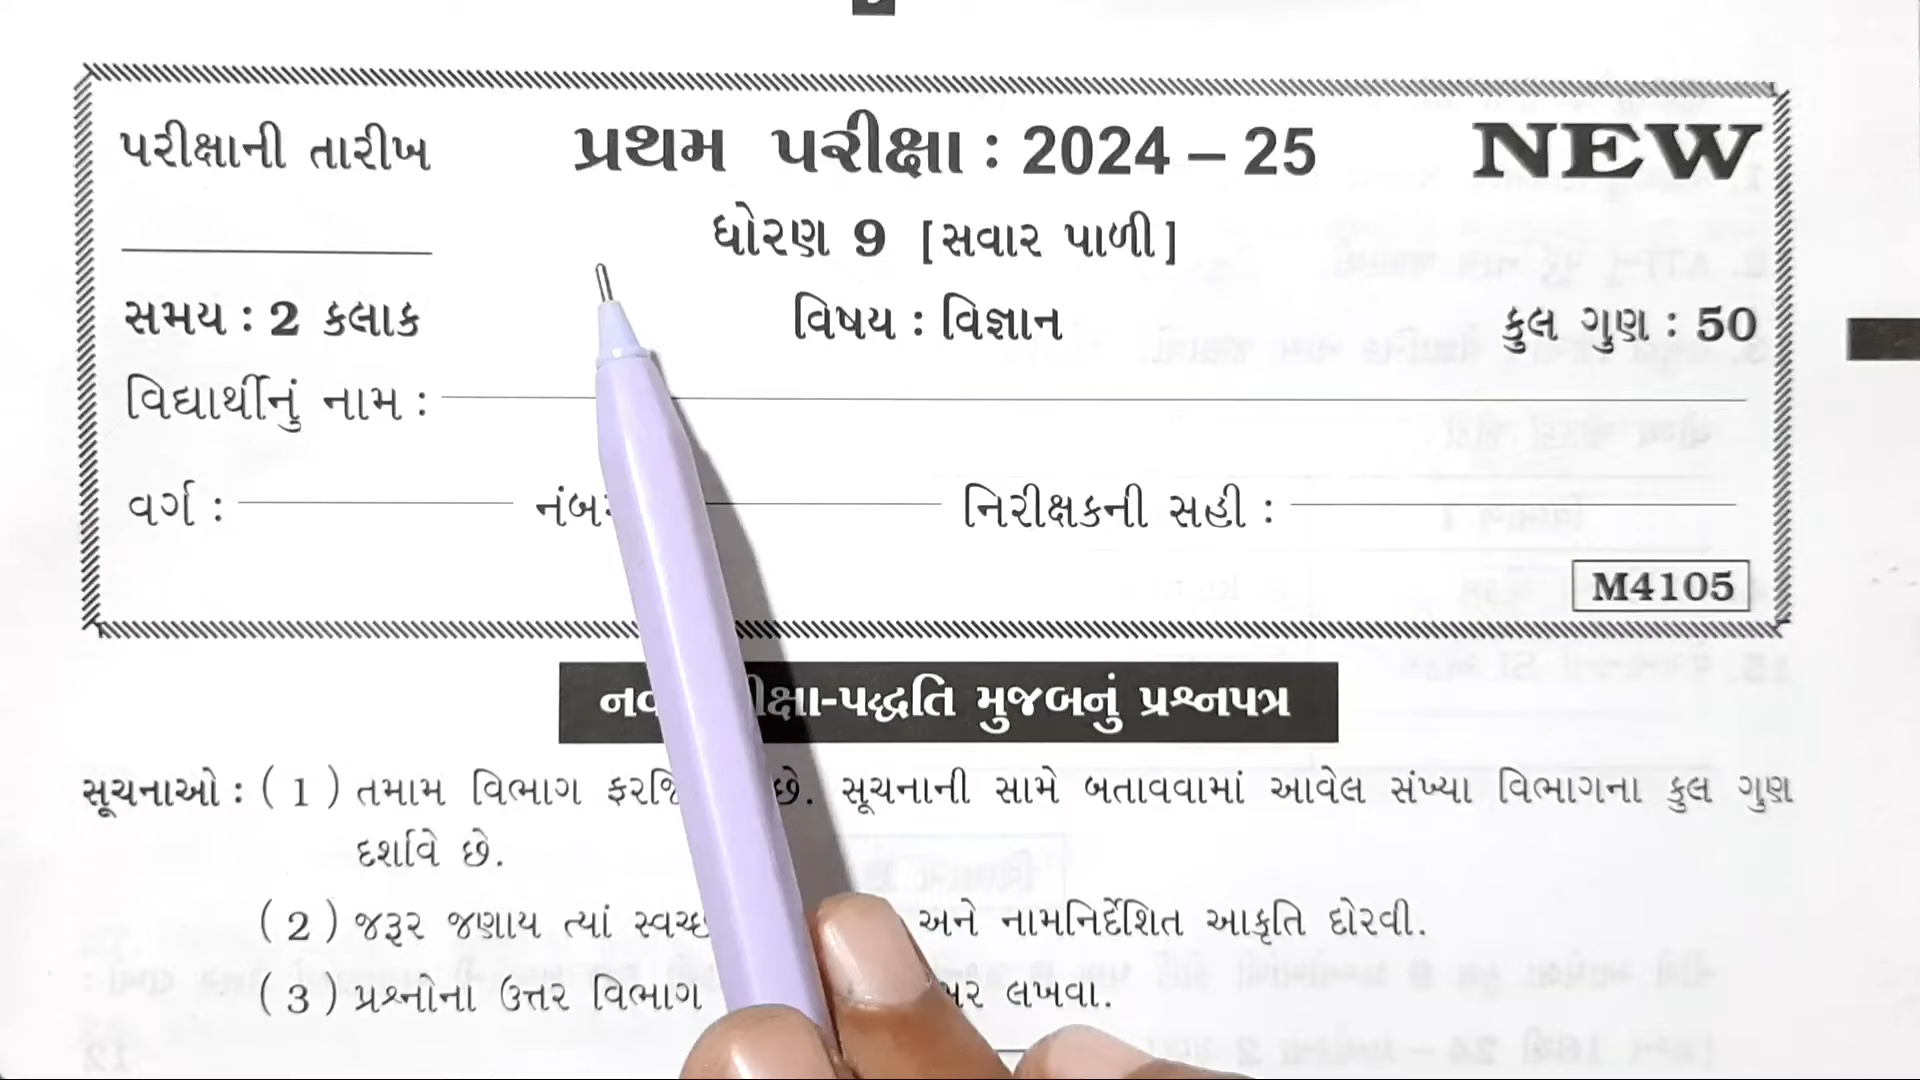 પરીક્ષાની તારીખ પ્રથમ પરીક્ષા : 2024 – 25 NEW
ધોરણ 9 [સવાર પાળી]
સમય : 2 કલાક વિષય : વિજ્ઞાન કુલ ગુણ : 50
વિદ્યાર્થીનું નામ :
વર્ગ : નિરીક્ષકની સહી :
M4105
પ્રશ્નપત્ર મુજબનું
સૂચનાઓ : ( 1 ) તમામ વિભાગ છે. સૂચનાની સામે બતાવવામાં આવેલ સંખ્યા વિભાગના કુલ ગુણ
દર્શાવે છે.
( 2 ) જરૂર જણાય ત્યાં અને નામનિર્દેશિત આકૃતિ દોરવી.
( 3 ) પ્રશ્નોના ઉત્તર વિભાગ લખવા.